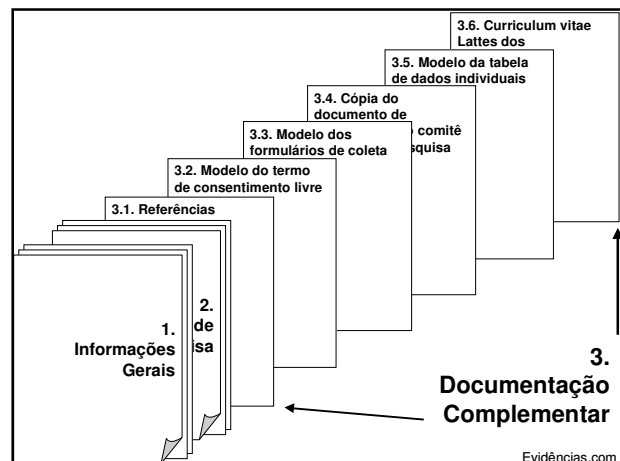 3.6. Curriculum vitae
Lattes dos
3.5. Modelo da tabela
de dados individuais
3.4. Cópia do
documento de
comitê
squisa
3.3. Modelo dos
formulários de coleta
3.2. Modelo do termo
de consentimento livre
3.1. Referências
2.
de
isa
1.
Informações
Gerais
3.
Documentação
Complementar
Evidências.com